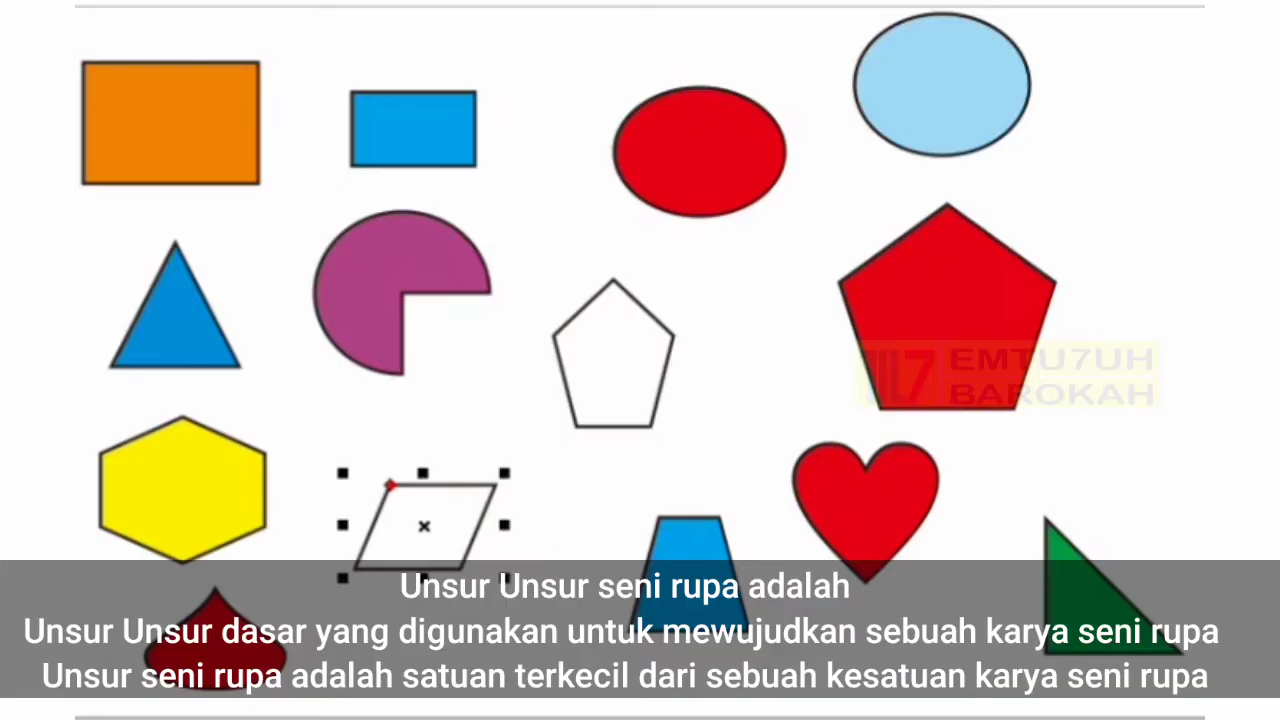 EMTU7UH
BAROKAH
Unsur Unsur seni rupa adalah
Unsur Unsur dasar yang digunakan untuk mewujudkan sebuah karya seni rupa
Unsur seni rupa adalah satuan terkecil dari sebuah kesatuan karya seni rupa